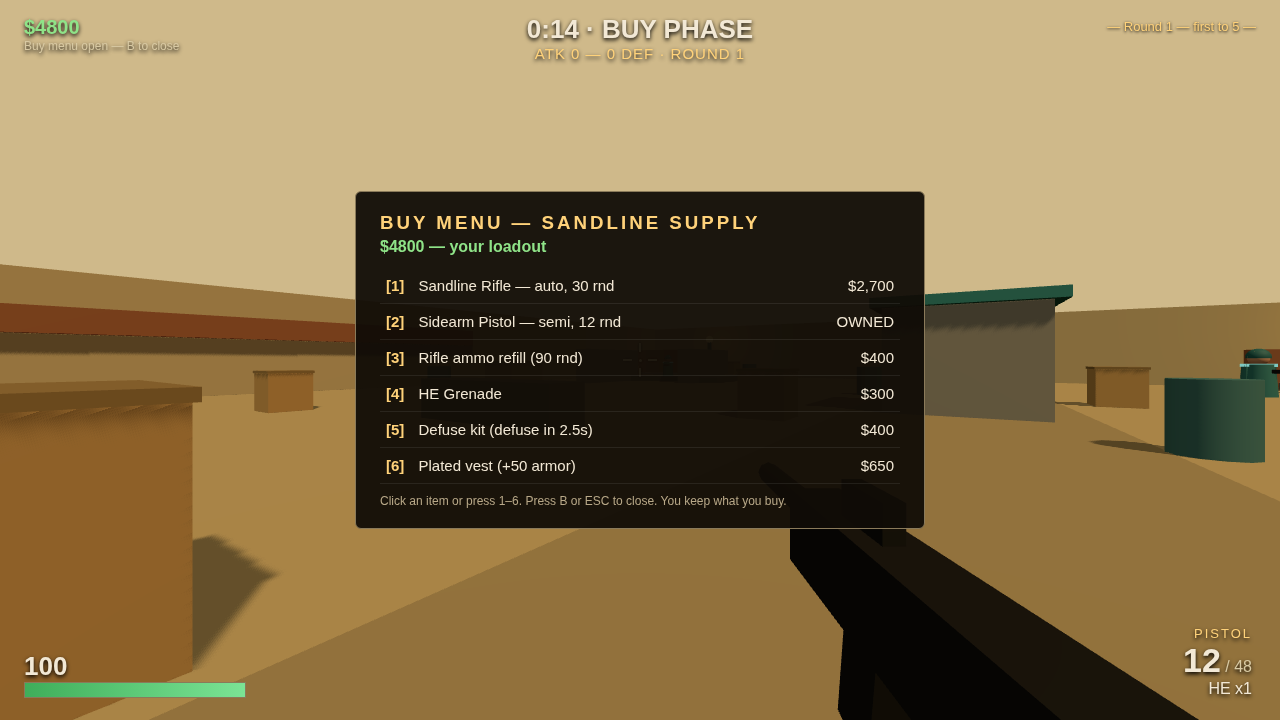 $4800
Buy menu open — B to close
0:14 · BUY PHASE
ATK 0 — 0 DEF · ROUND 1
— Round 1 — first to 5 —
BUY MENU — SANDLINE SUPPLY
$4800 — your loadout
[1] Sandline Rifle — auto, 30 rnd $2,700
[2] Sidearm Pistol — semi, 12 rnd OWNED
[3] Rifle ammo refill (90 rnd) $400
[4] HE Grenade $300
[5] Defuse kit (defuse in 2.5s) $400
[6] Plated vest (+50 armor) $650
Click an item or press 1–6. Press B or ESC to close. You keep what you buy.
100
PISTOL
12 / 48
HE x1